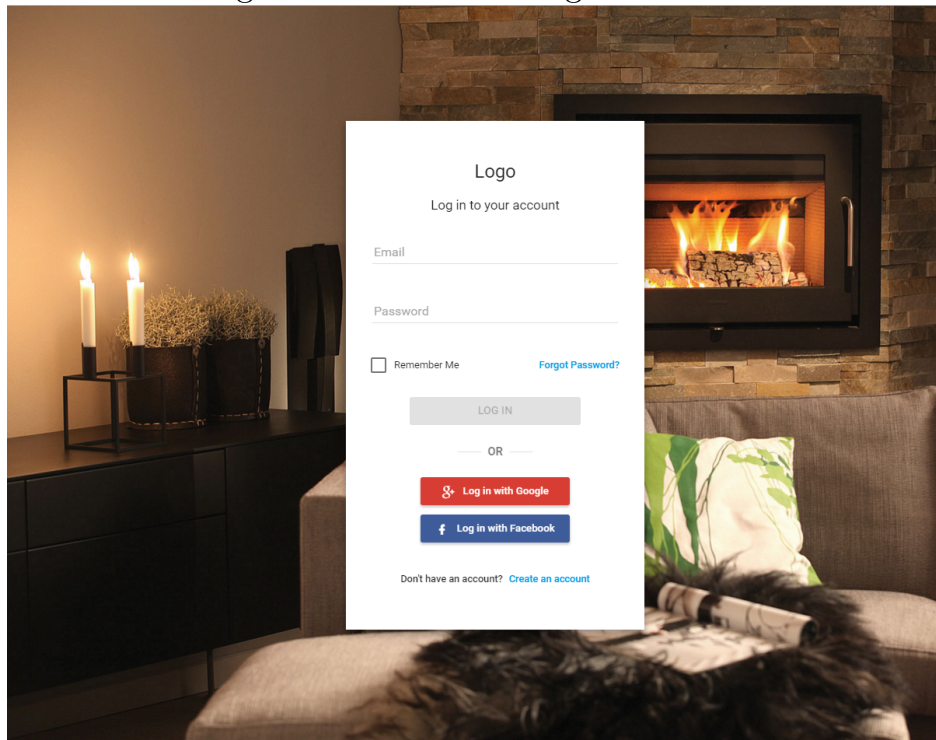 Logo
Log in to your account
Email
Password
Remember Me Forgot Password?
LOG IN
OR
8+ Log in with Google
f Log in with Facebook
Don't have an account? Create an account